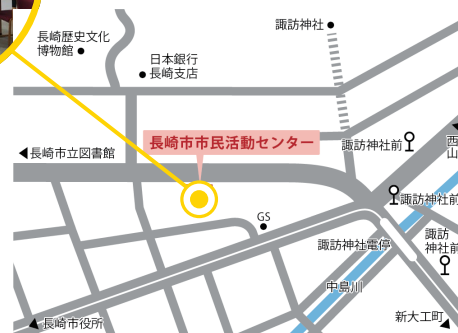 諏訪神社
長崎歴史文化
博物館
日本銀行
長崎支店
長崎市市民活動センター
諏訪神社前
西
山
長崎市立図書館
諏訪神社前
GS
諏訪神社電停
諏訪
神社前
中島川
新大工町
長崎市役所